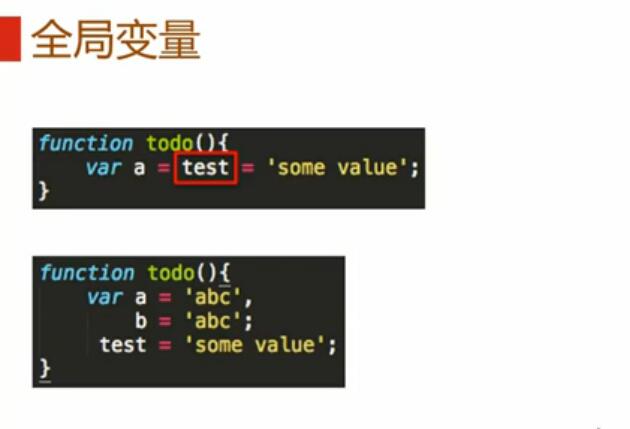 全局变量
function todo(){
    var a = test = 'some value';
}
function todo(){
    var a = 'abc',
        b = 'abc';
    test = 'some value';
}